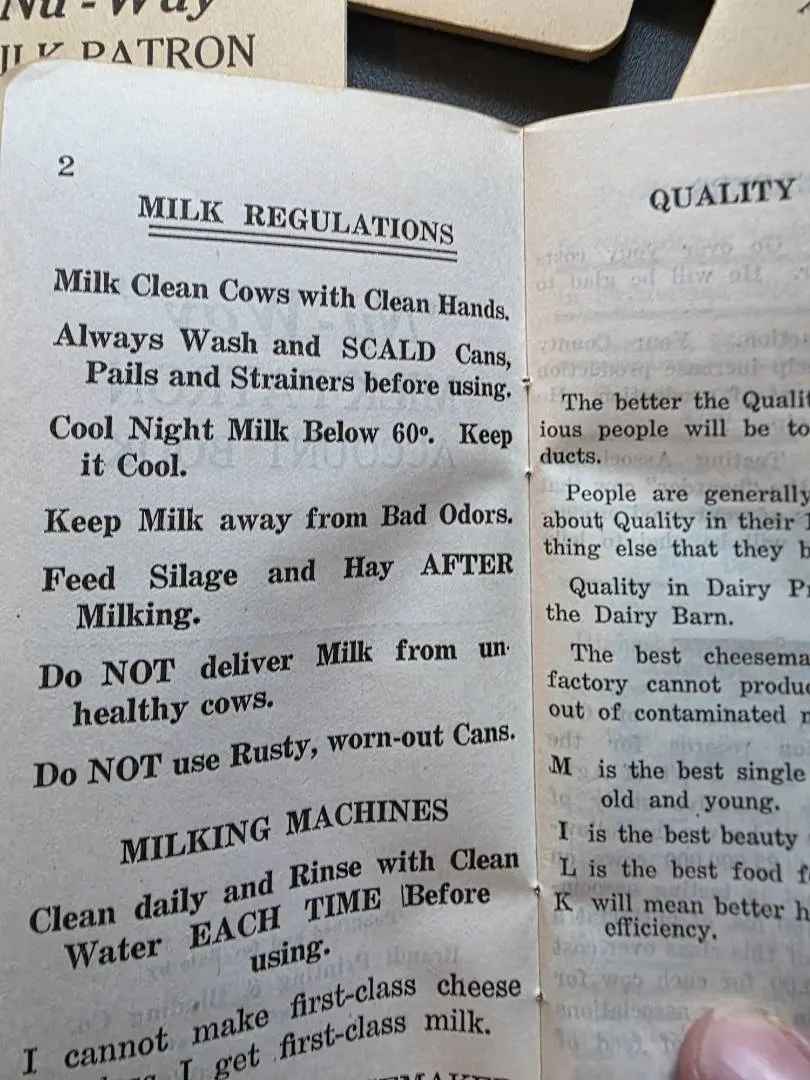 Nu-Way
MILK PATRON
2
MILK REGULATIONS
Milk Clean Cows with Clean Hands.
Always Wash and SCALD Cans,
Pails and Strainers before using.
Cool Night Milk Below 60º. Keep
it Cool.
Keep Milk away from Bad Odors.
Feed Silage and Hay AFTER
Milking.
Do NOT deliver Milk from un-
healthy cows.
Do NOT use Rusty, worn-out Cans.
MILKING MACHINES
Clean daily and Rinse with Clean
Water EACH TIME Before
using.
I cannot make first-class cheese
I get first-class milk.
QUALITY
The better the Qualit
ious people will be to
ducts.
People are generally
about Quality in their
thing else that they b
Quality in Dairy P
the Dairy Barn.
The best cheesema
factory cannot produc
out of contaminated
M is the best single
old and young.
I is the best beauty
L is the best food f
K will mean better h
efficiency.